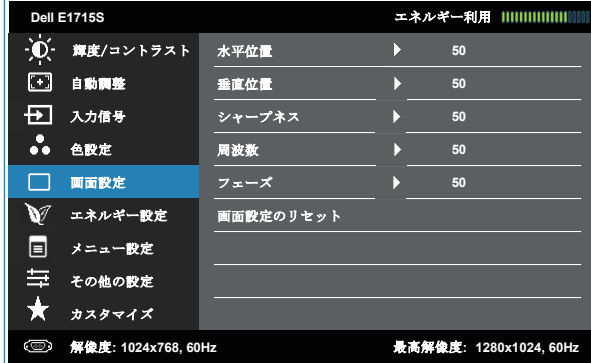 Dell E1715S エネルギー利用
輝度/コントラスト 水平位置 50
自動調整 垂直位置 50
入力信号 シャープネス 50
色設定 周波数 50
画面設定 フェーズ 50
エネルギー設定 画面設定のリセット
メニュー設定
その他の設定
カスタマイズ
解像度: 1024x768, 60Hz 最高解像度: 1280x1024, 60Hz